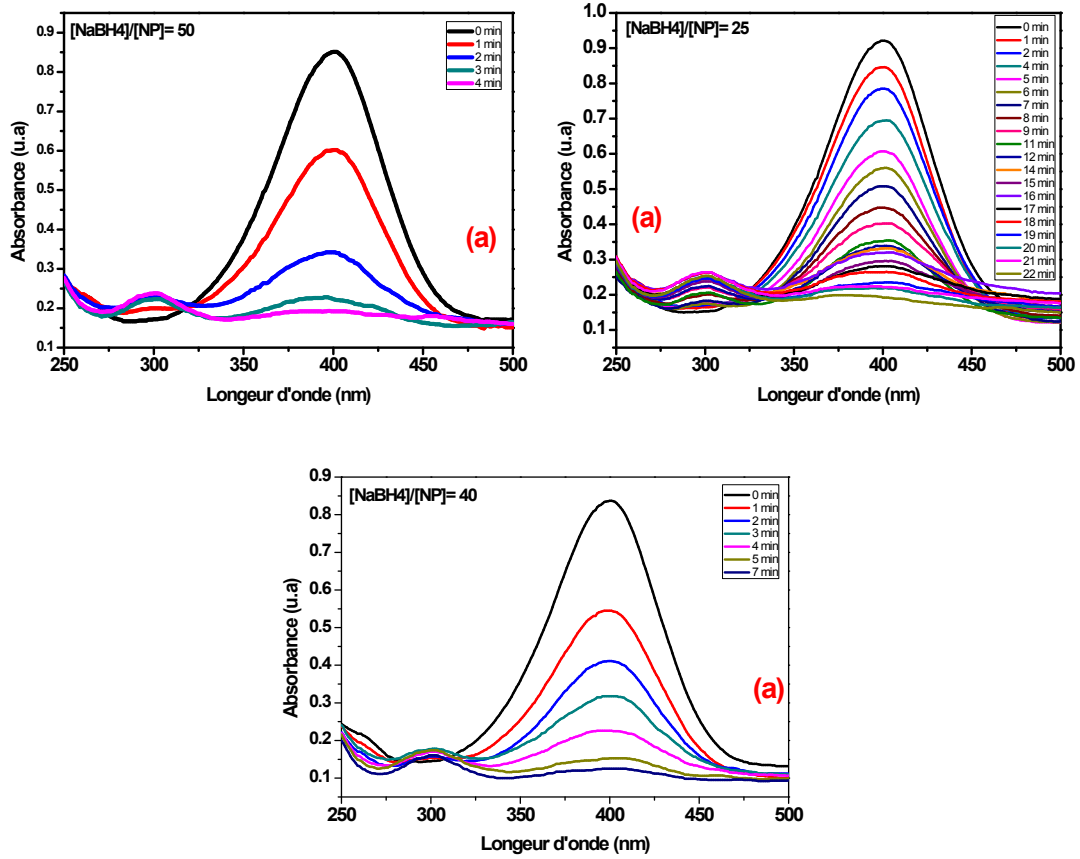 [NaBH4]/[NP]= 50
0 min
1 min
2 min
3 min
4 min
(a)
Absorbance (u.a)
0.9
0.8
0.7
0.6
0.5
0.4
0.3
0.2
0.1
250 300 350 400 450 500
Longeur d'onde (nm)
[NaBH4]/[NP]= 25
0 min
1 min
2 min
4 min
5 min
6 min
7 min
8 min
9 min
11 min
12 min
14 min
15 min
16 min
17 min
18 min
19 min
20 min
21 min
22 min
(a)
Absorbance (u.a)
1.0
0.9
0.8
0.7
0.6
0.5
0.4
0.3
0.2
0.1
250 300 350 400 450 500
Longeur d'onde (nm)
[NaBH4]/[NP]= 40
0 min
1 min
2 min
3 min
4 min
5 min
7 min
(a)
Absorbance (u.a)
0.9
0.8
0.7
0.6
0.5
0.4
0.3
0.2
0.1
250 300 350 400 450 500
Longeur d'onde (nm)